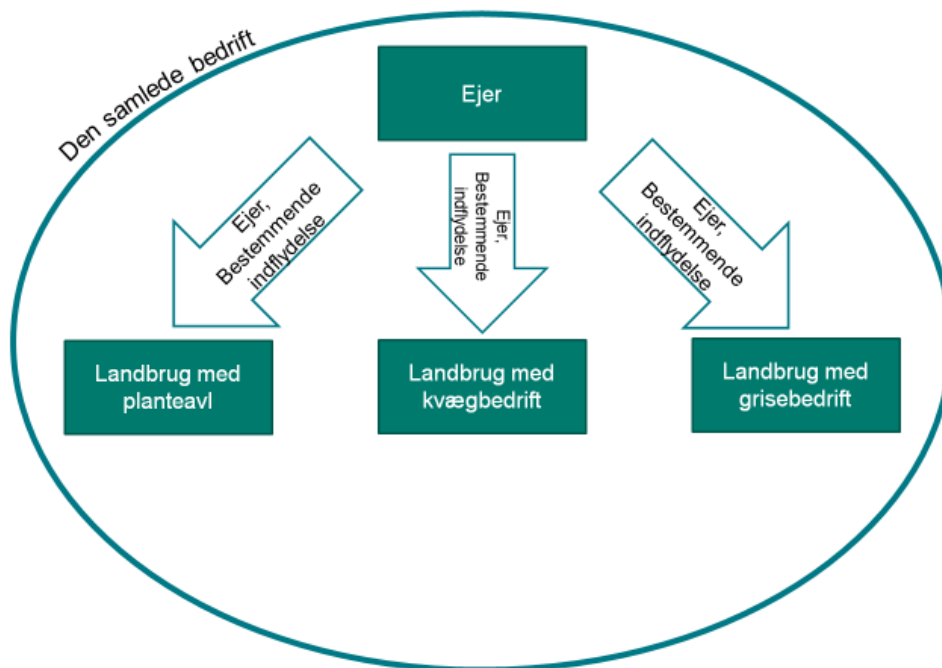 Den samlede bedrift
Ejer
Ejer,
Bestemmende
indflydelse
Ejer,
Bestemmende
indflydelse
Ejer,
Bestemmende
indflydelse
Landbrug med
planteavl
Landbrug med
kvægbedrift
Landbrug med
grisebedrift